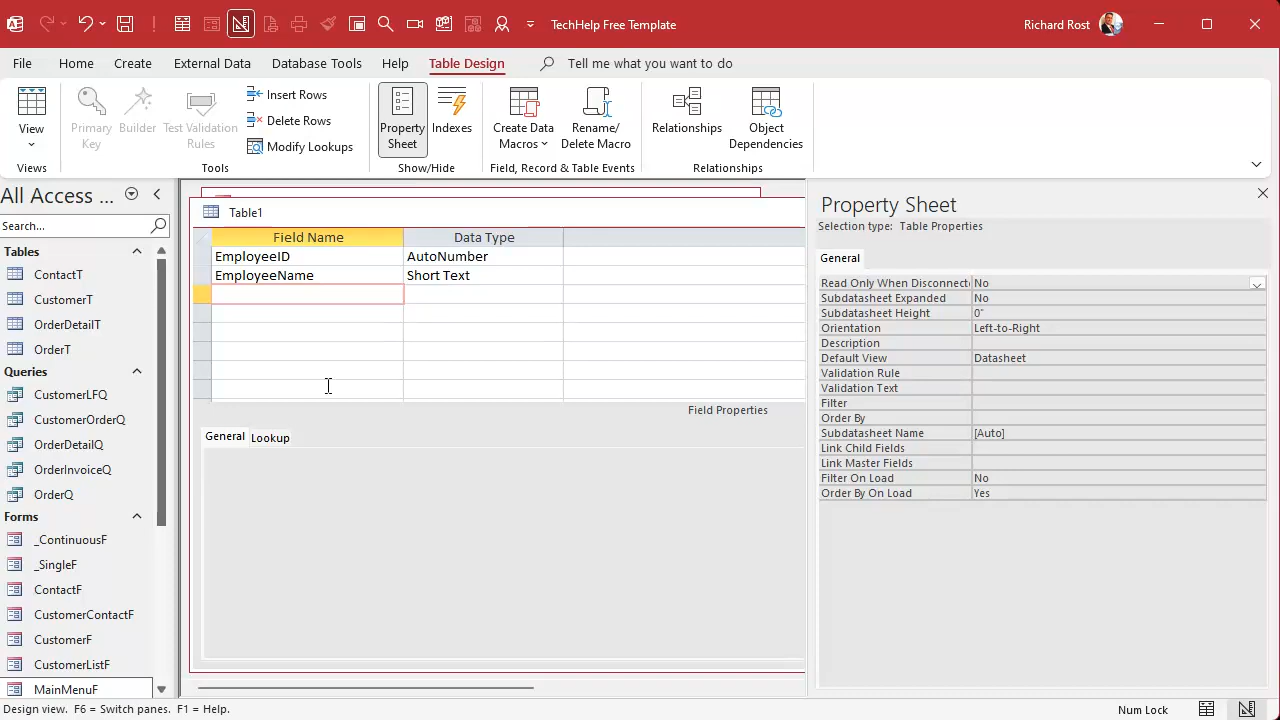 TechHelp Free Template
Richard Rost
File Home Create External Data Database Tools Help Table Design Tell me what you want to do
View
Primary Key
Builder
Test Validation Rules
Insert Rows
Delete Rows
Modify Lookups
Property Sheet
Indexes
Create Data Macros
Rename/ Delete Macro
Relationships
Object Dependencies
Views
Tools
Show/Hide
Field, Record & Table Events
Relationships
All Access ...
Search...
Tables
ContactT
CustomerT
OrderDetailT
OrderT
Queries
CustomerLFQ
CustomerOrderQ
OrderDetailQ
OrderInvoiceQ
OrderQ
Forms
_ContinuousF
_SingleF
ContactF
CustomerContactF
CustomerF
CustomerListF
MainMenuF
Table1
Field Name Data Type
EmployeeID AutoNumber
EmployeeName Short Text
Field Properties
General Lookup
Property Sheet
Selection type: Table Properties
General
Read Only When Disconnect No
Subdatasheet Expanded No
Subdatasheet Height 0"
Orientation Left-to-Right
Description
Default View Datasheet
Validation Rule
Validation Text
Filter
Order By
Subdatasheet Name [Auto]
Link Child Fields
Link Master Fields
Filter On Load No
Order By On Load Yes
Design view. F6 = Switch panes. F1 = Help.
Num Lock